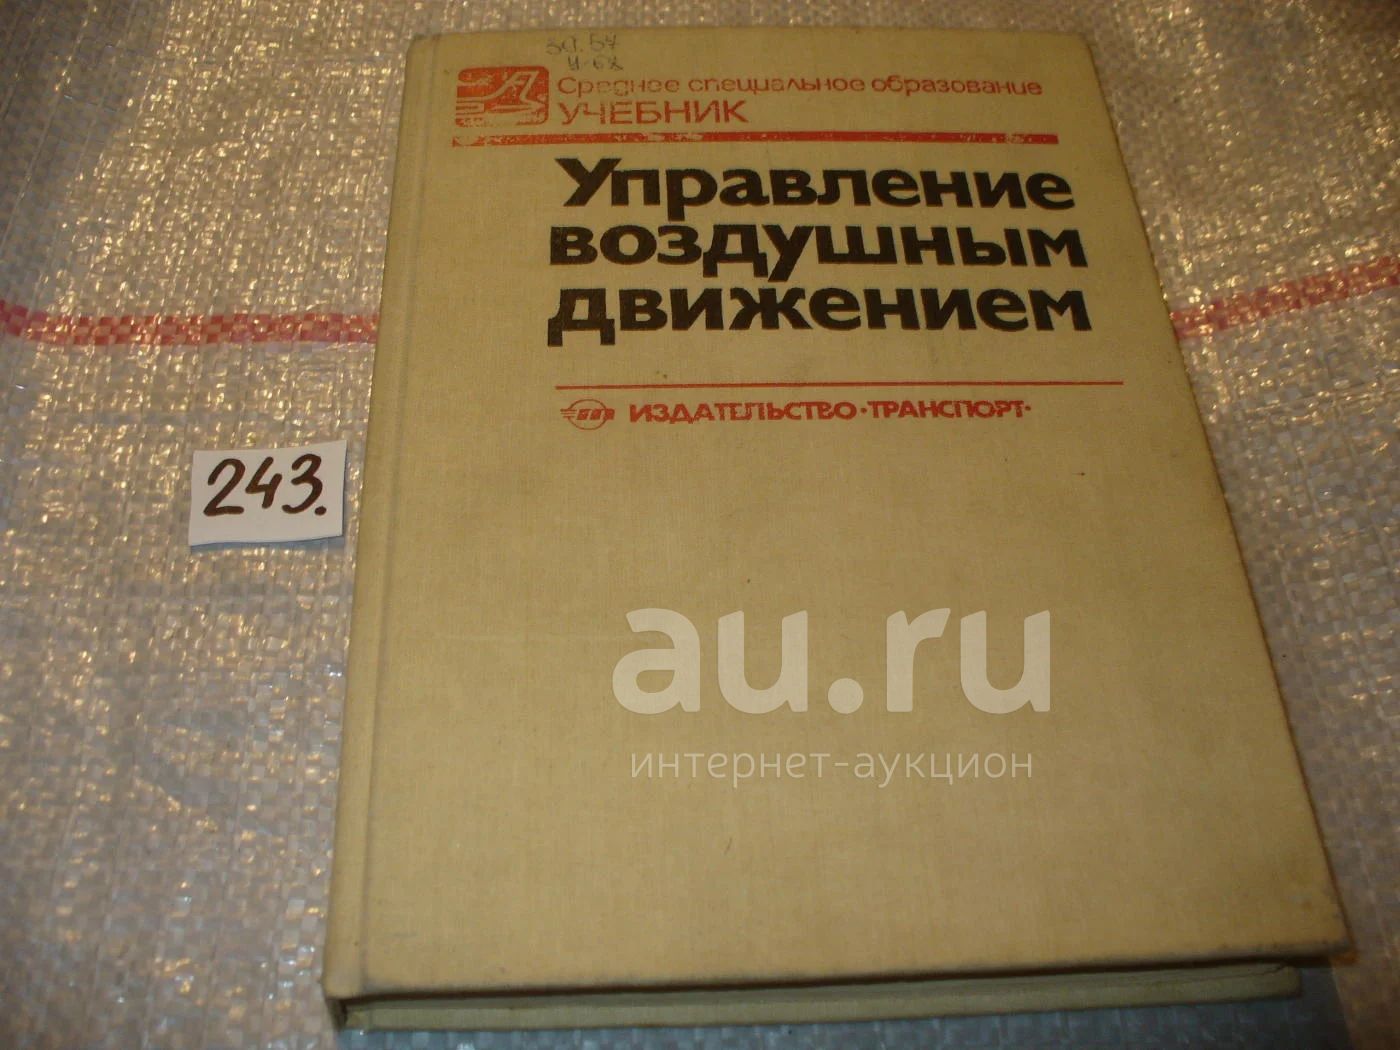 Среднее специальное образование
УЧЕБНИК
Управление
воздушным
движением
ИЗДАТЕЛЬСТВО·ТРАНСПОРТ·
243.
au.ru
интернет-аукцион